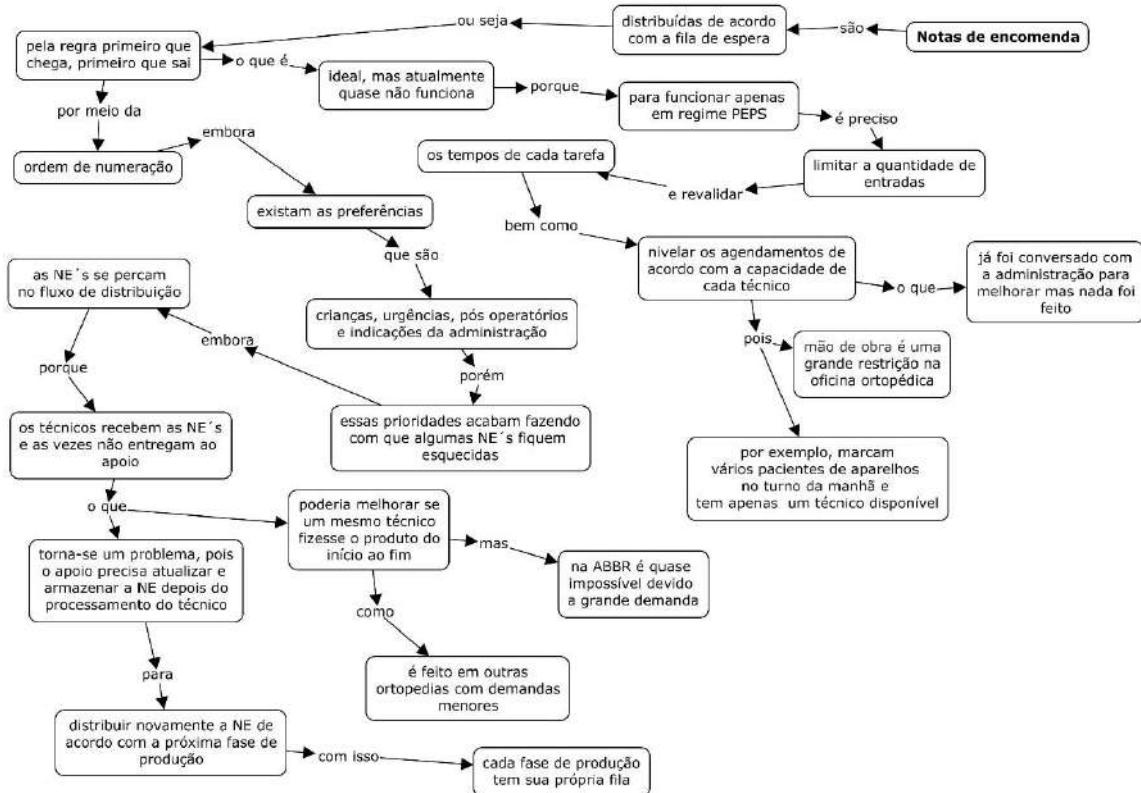 Notas de encomenda
são
distribuídas de acordo
com a fila de espera
ou seja
pela regra primeiro que
chega, primeiro que sai
o que é
ideal, mas atualmente
quase não funciona
porque
para funcionar apenas
em regime PEPS
é preciso
limitar a quantidade de
entradas
e revalidar
os tempos de cada tarefa
bem como
nivelar os agendamentos de
acordo com a capacidade de
cada técnico
o que
já foi conversado com
a administração para
melhorar mas nada foi
feito
pois
mão de obra é uma
grande restrição na
oficina ortopédica
por exemplo, marcam
vários pacientes de aparelhos
no turno da manhã e
tem apenas um técnico disponível
por meio da
ordem de numeração
embora
existam as preferências
que são
crianças, urgências, pós operatórios
e indicações da administração
porém
essas prioridades acabam fazendo
com que algumas NE´s fiquem
esquecidas
embora
as NE´s se percam
no fluxo de distribuição
porque
os técnicos recebem as NE´s
e as vezes não entregam ao
apoio
o que
poderia melhorar se
um mesmo técnico
fizesse o produto do
início ao fim
mas
na ABBR é quase
impossível devido
a grande demanda
como
é feito em outras
ortopedias com demandas
menores
torna-se um problema, pois
o apoio precisa atualizar e
armazenar a NE depois do
processamento do técnico
para
distribuir novamente a NE de
acordo com a próxima fase de
produção
com isso
cada fase de produção
tem sua própria fila